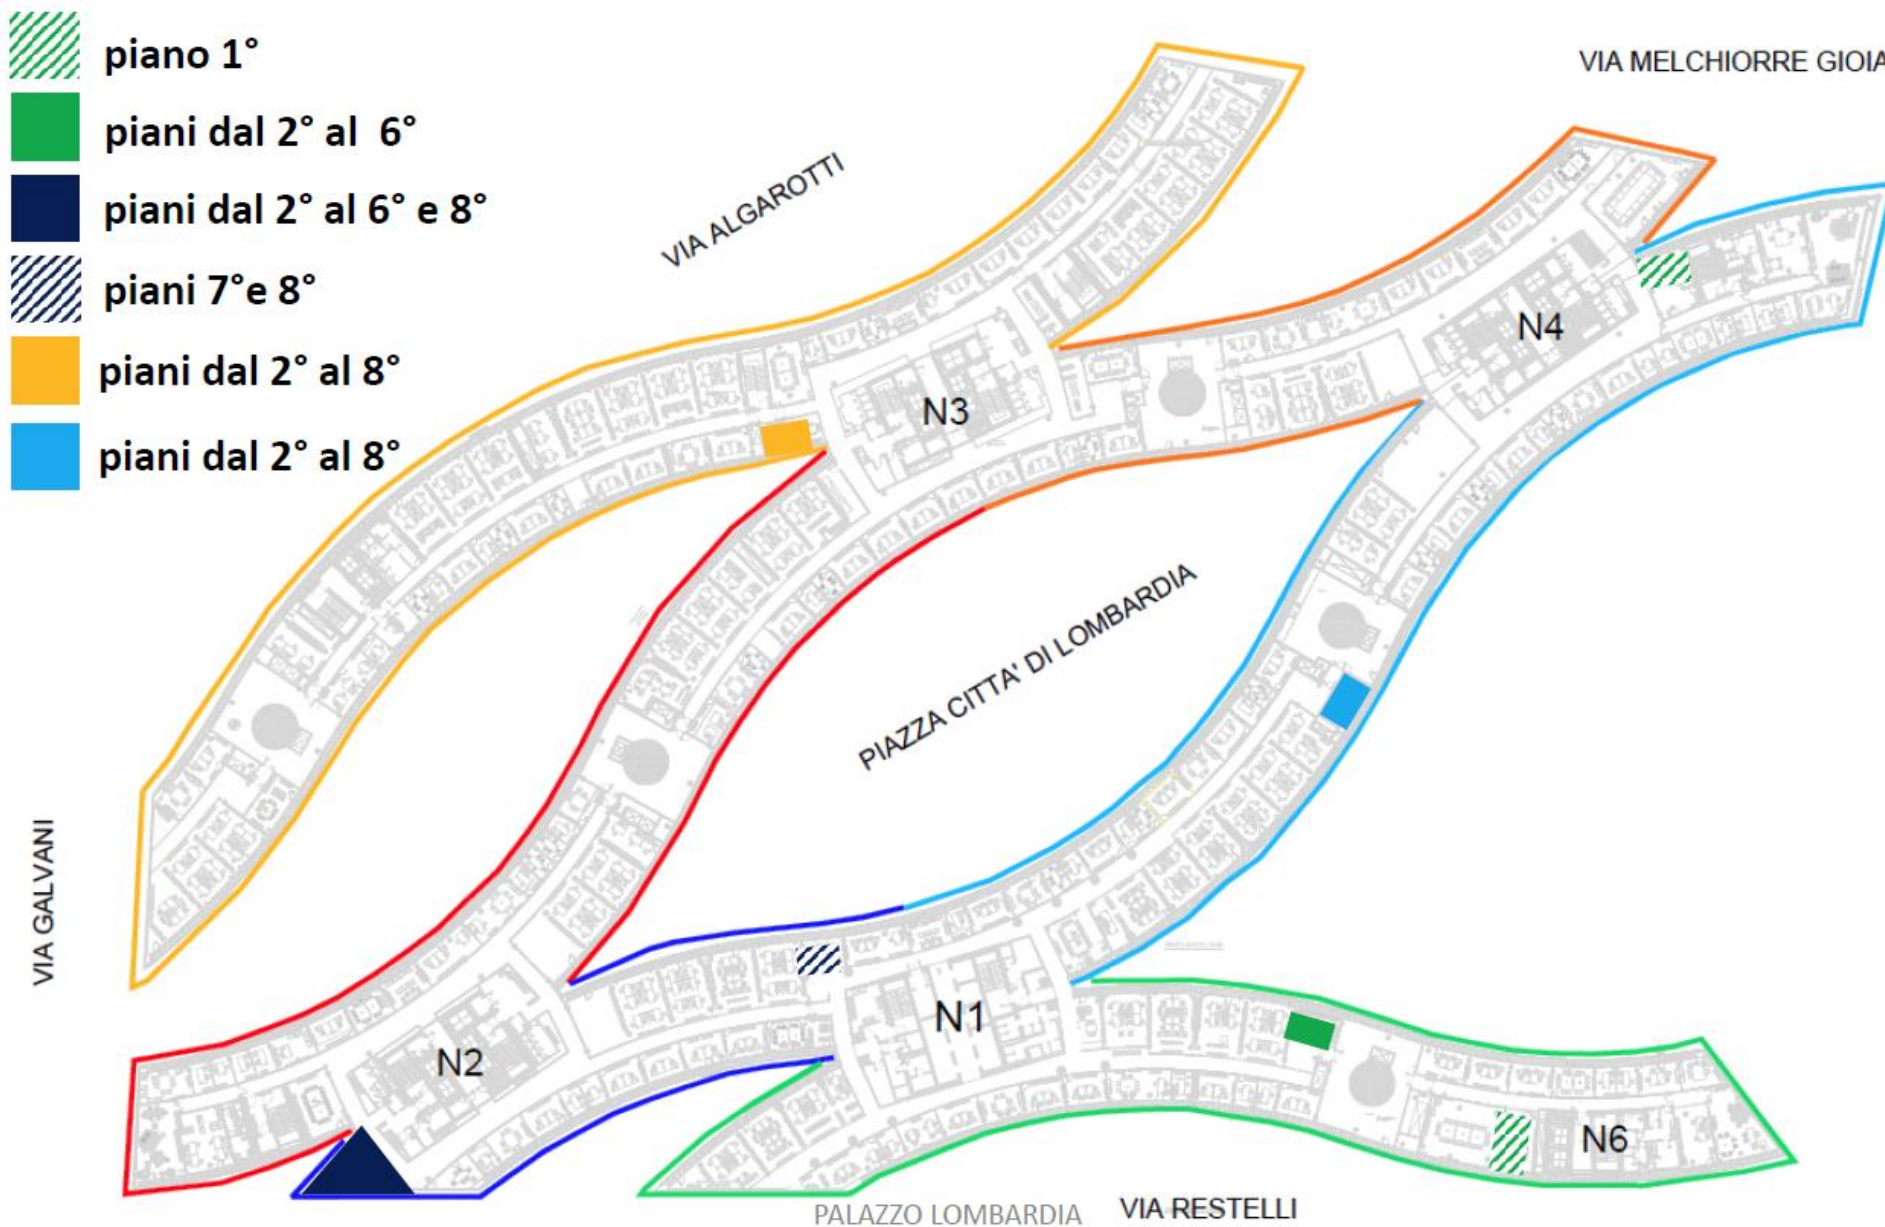 piano 1°
piani dal 2° al  6°
piani dal 2° al 6° e 8°
piani 7°e 8°
piani dal 2° al 8°
piani dal 2° al 8°
VIA MELCHIORRE GIOIA
VIA ALGAROTTI
N4
N3
PIAZZA CITTA' DI LOMBARDIA
VIA GALVANI
N1
N2
N6
PALAZZO LOMBARDIA
VIA RESTELLI